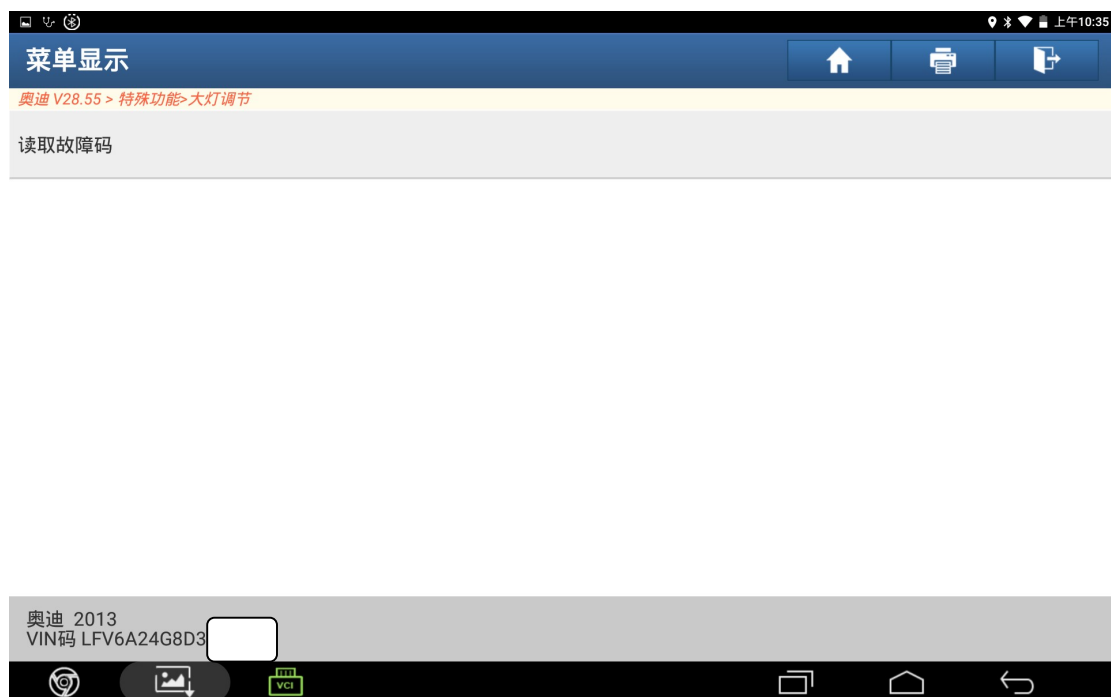 上午10:35
菜单显示
奥迪 V28.55 > 特殊功能>大灯调节
读取故障码
奥迪 2013
VIN码 LFV6A24G8D3
VCI